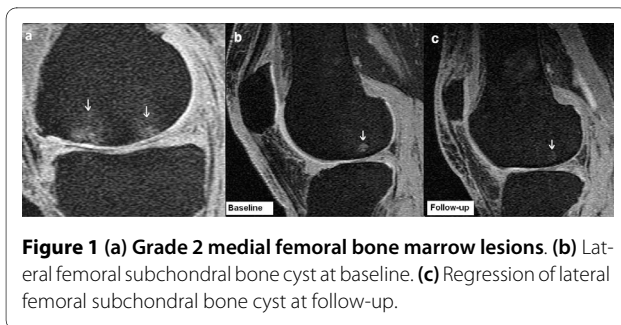 a
b
c
Baseline
Follow-up
Figure 1 (a) Grade 2 medial femoral bone marrow lesions. (b) Lat-
eral femoral subchondral bone cyst at baseline. (c) Regression of lateral
femoral subchondral bone cyst at follow-up.